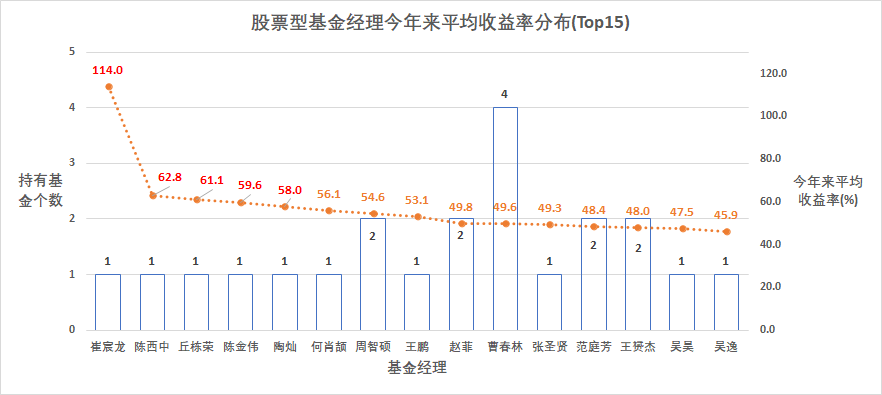 股票型基金经理今年来平均收益率分布(Top15)
持有基
金个数
5
4
3
2
1
0
114.0
62.8
61.1
59.6
58.0
56.1
54.6
53.1
49.8
49.6
49.3
48.4
48.0
47.5
45.9
1
1
1
1
1
1
2
1
2
4
1
2
2
1
1
120.0
100.0
80.0
60.0
40.0
20.0
0.0
今年来平均
收益率(%)
崔宸龙
陈西中
丘栋荣
陈金伟
陶灿
何肖颉
周智硕
王鹏
赵菲
曹春林
张圣贤
范庭芳
王赟杰
吴昊
吴逸
基金经理